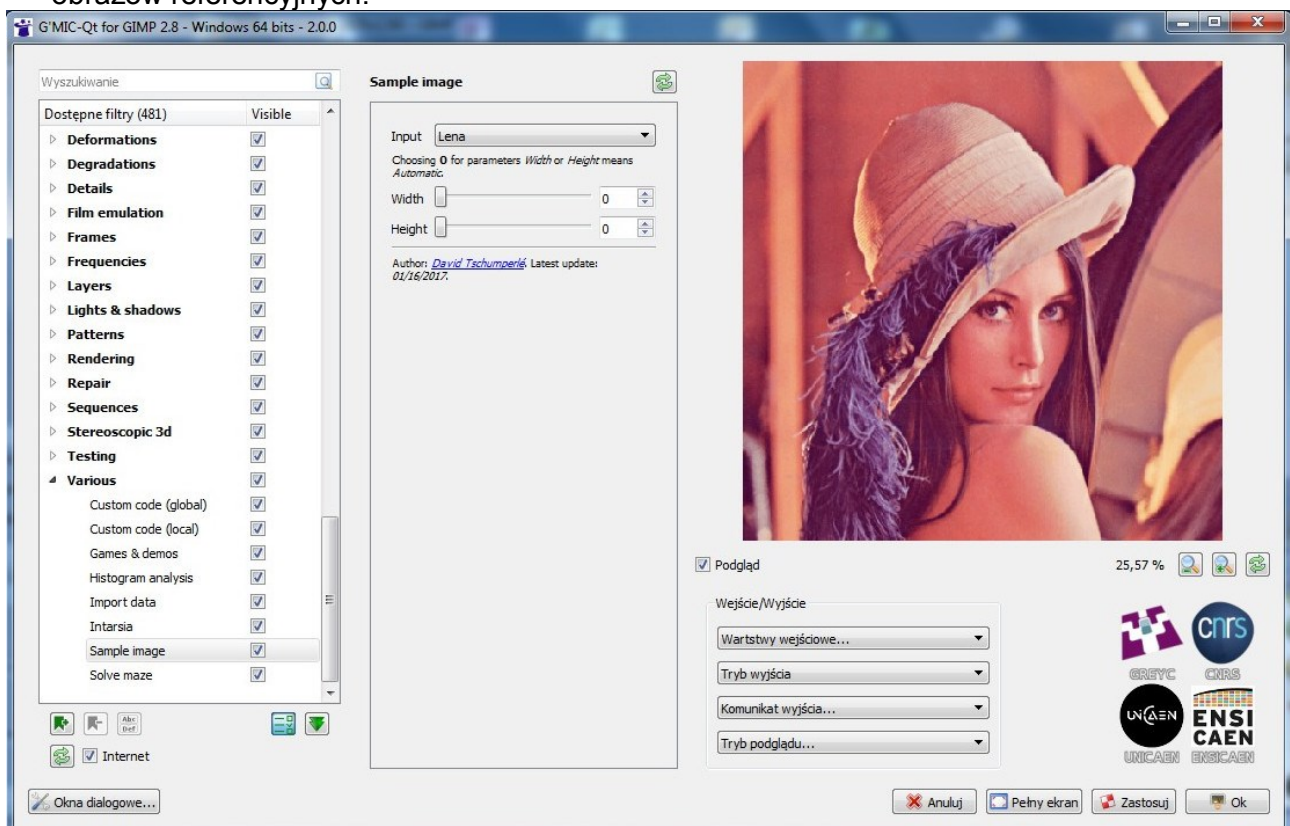 obrazów referencyjnych.
G'MIC-Qt for GIMP 2.8 - Windows 64 bits - 2.0.0
Wyszukiwanie
Dostępne filtry (481) Visible
Deformations
Degradations
Details
Film emulation
Frames
Frequencies
Layers
Lights & shadows
Patterns
Rendering
Repair
Sequences
Stereoscopic 3d
Testing
Various
Custom code (global)
Custom code (local)
Games & demos
Histogram analysis
Import data
Intarsia
Sample image
Solve maze
Abc
Def
Internet
Okna dialogowe...
Sample image
Input Lena
Choosing 0 for parameters Width or Height means
Automatic.
Width 0
Height 0
Author: David Tschumperlé. Latest update:
01/16/2017.
Podgląd 25,57 %
Wejście/Wyjście
Wartstwy wejściowe...
Tryb wyjścia
Komunikat wyjścia...
Tryb podglądu...
cnrs
GREYC CNRS
UNICAEN ENSI
CAEN
UNICAEN ENSICAEN
Anuluj Pełny ekran Zastosuj Ok